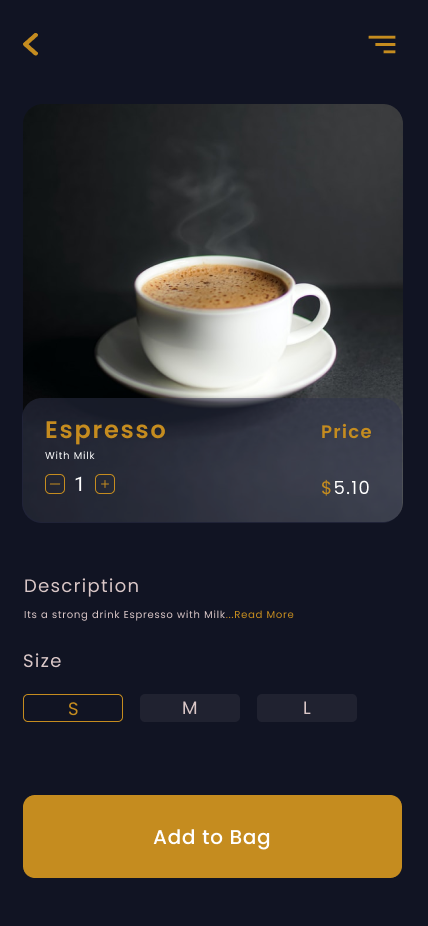 Espresso
Price
With Milk
1
$5.10
Description
Its a strong drink Espresso with Milk...Read More
Size
S M L
Add to Bag